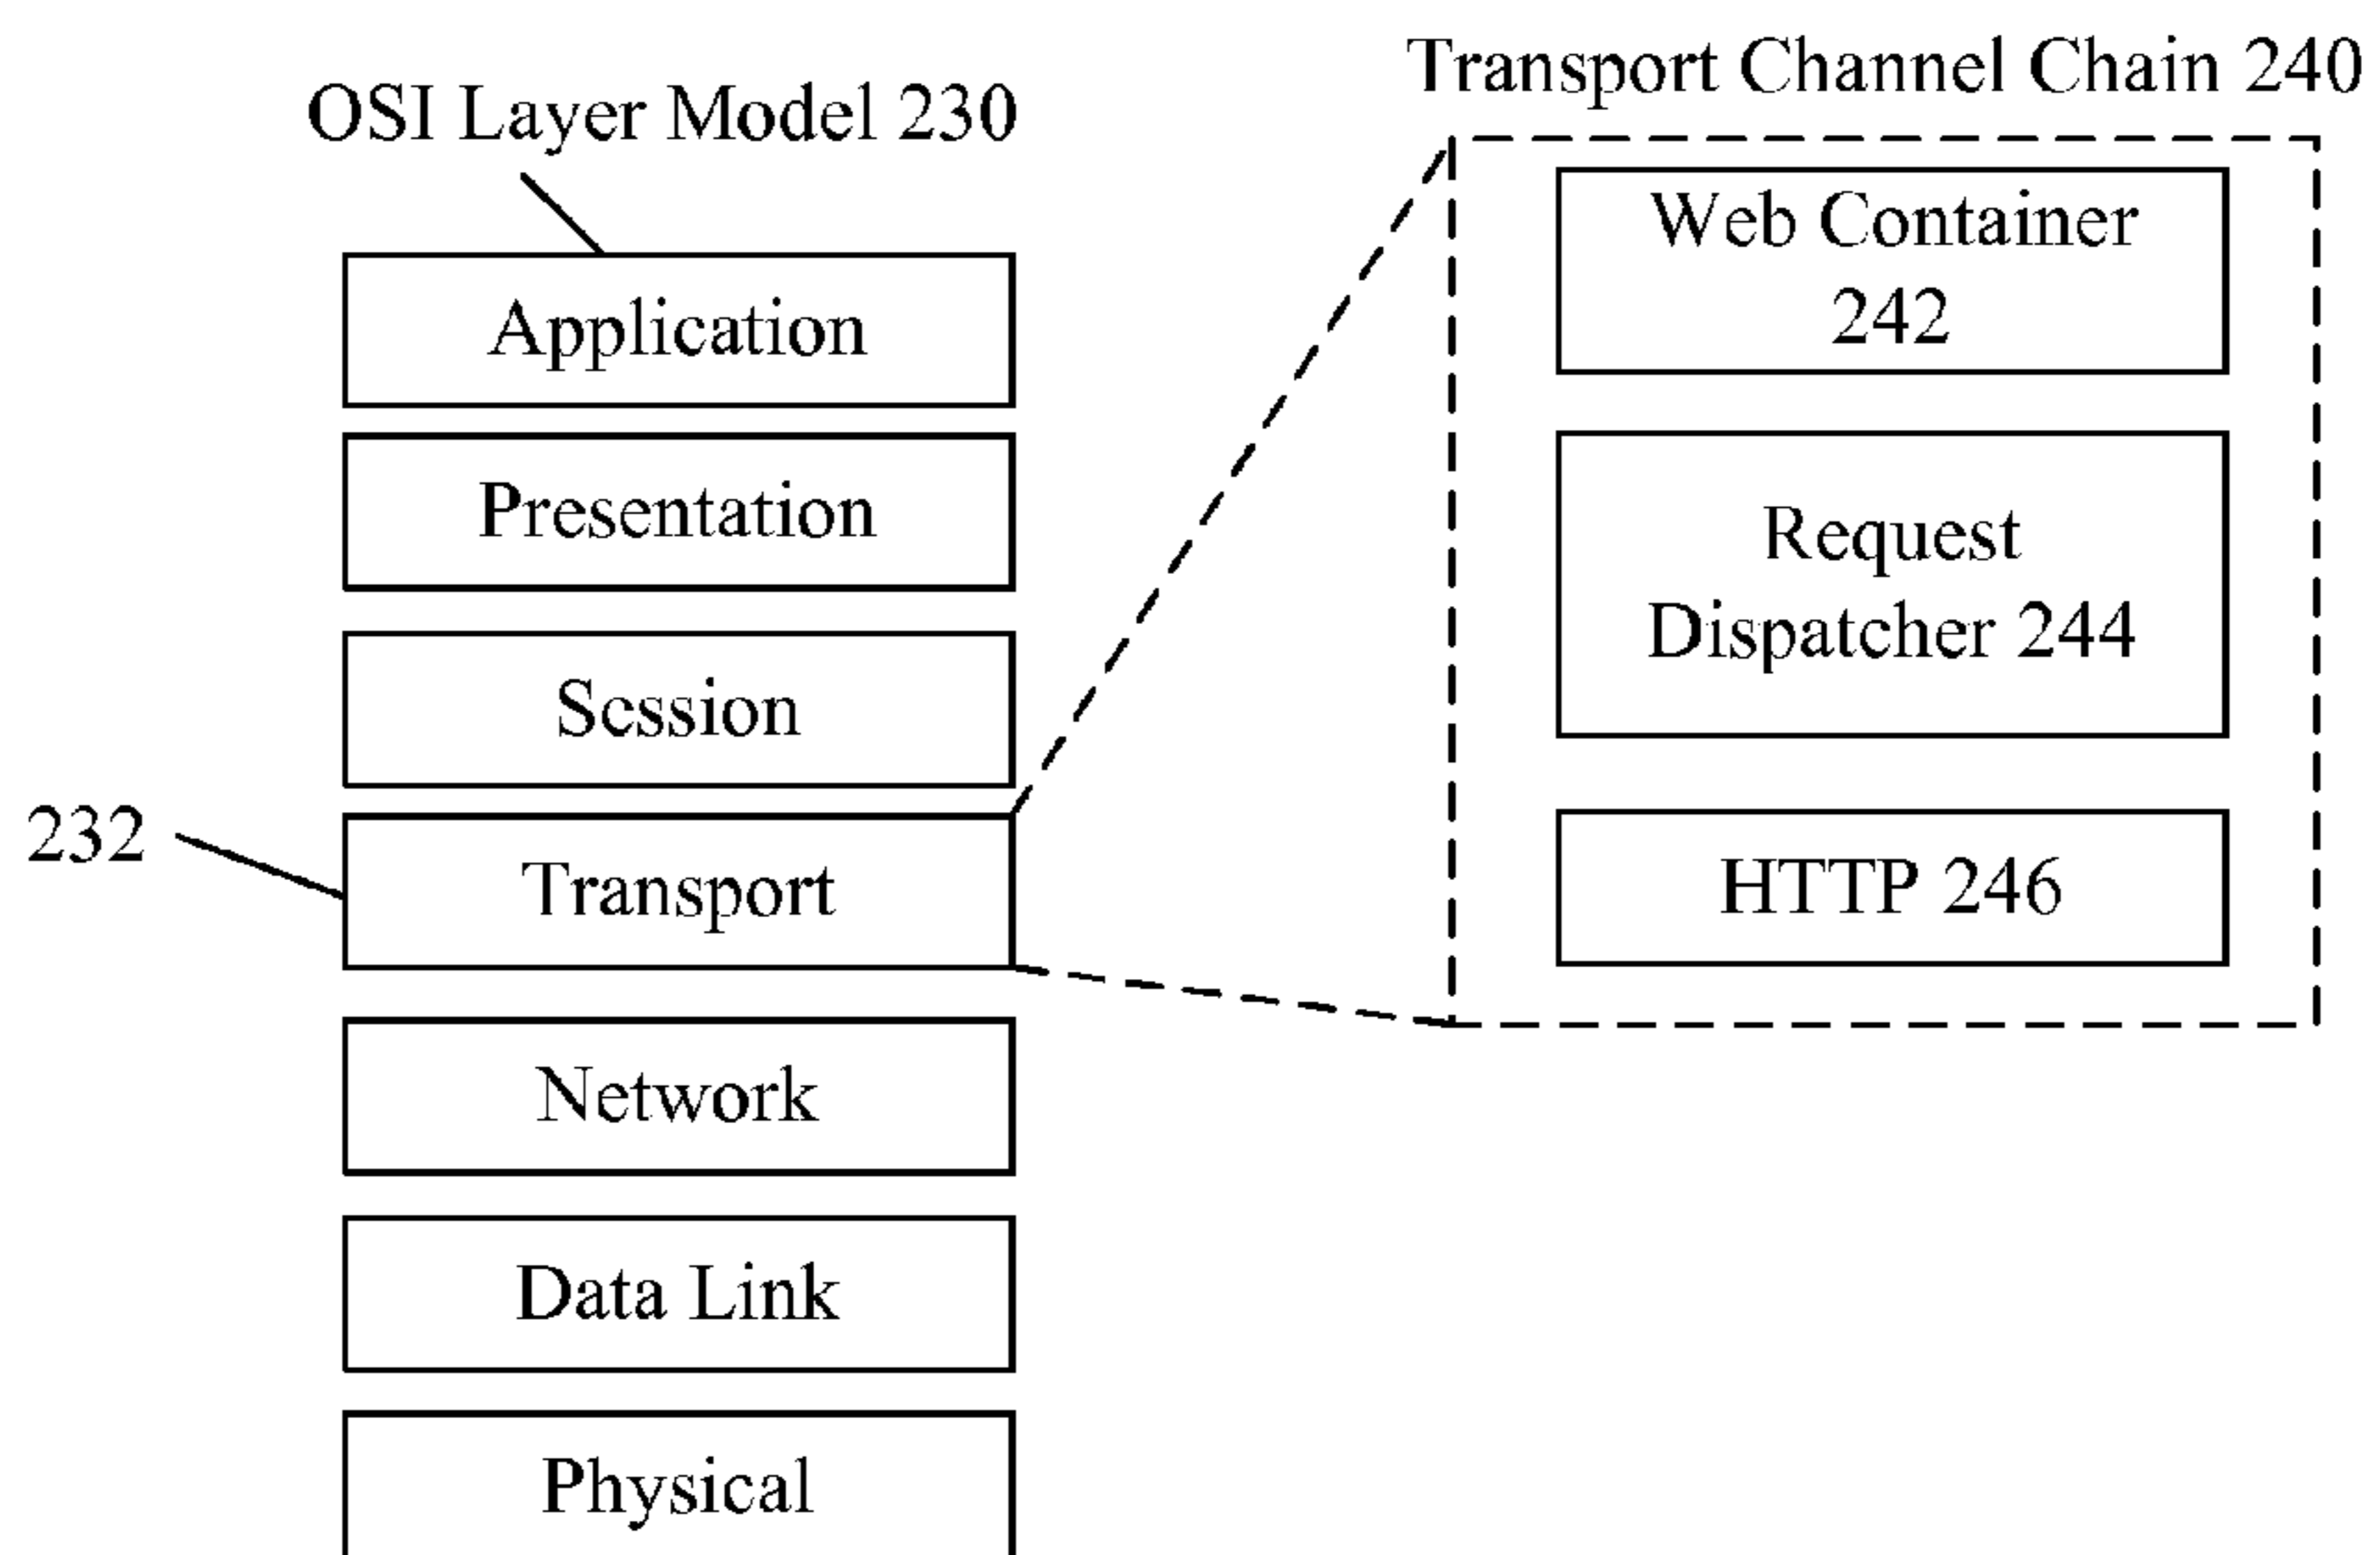 OSI Layer Model 230
Application
Presentation
Session
232
Transport
Network
Data Link
Physical
Transport Channel Chain 240
Web Container
242
Request
Dispatcher 244
HTTP 246